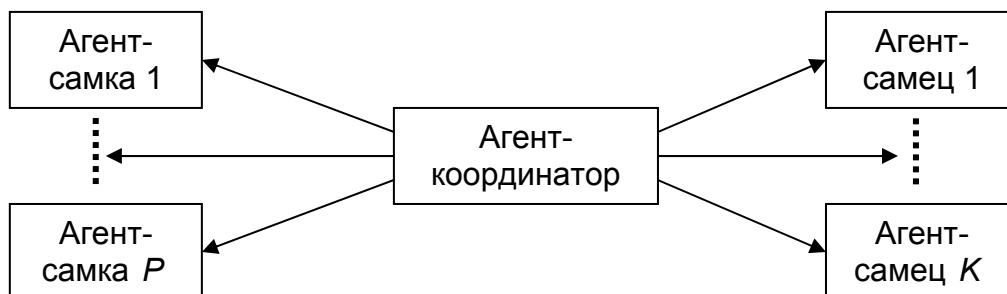 Агент-
самка 1
Агент-
самец 1
Агент-
координатор
Агент-
самка P
Агент-
самец K